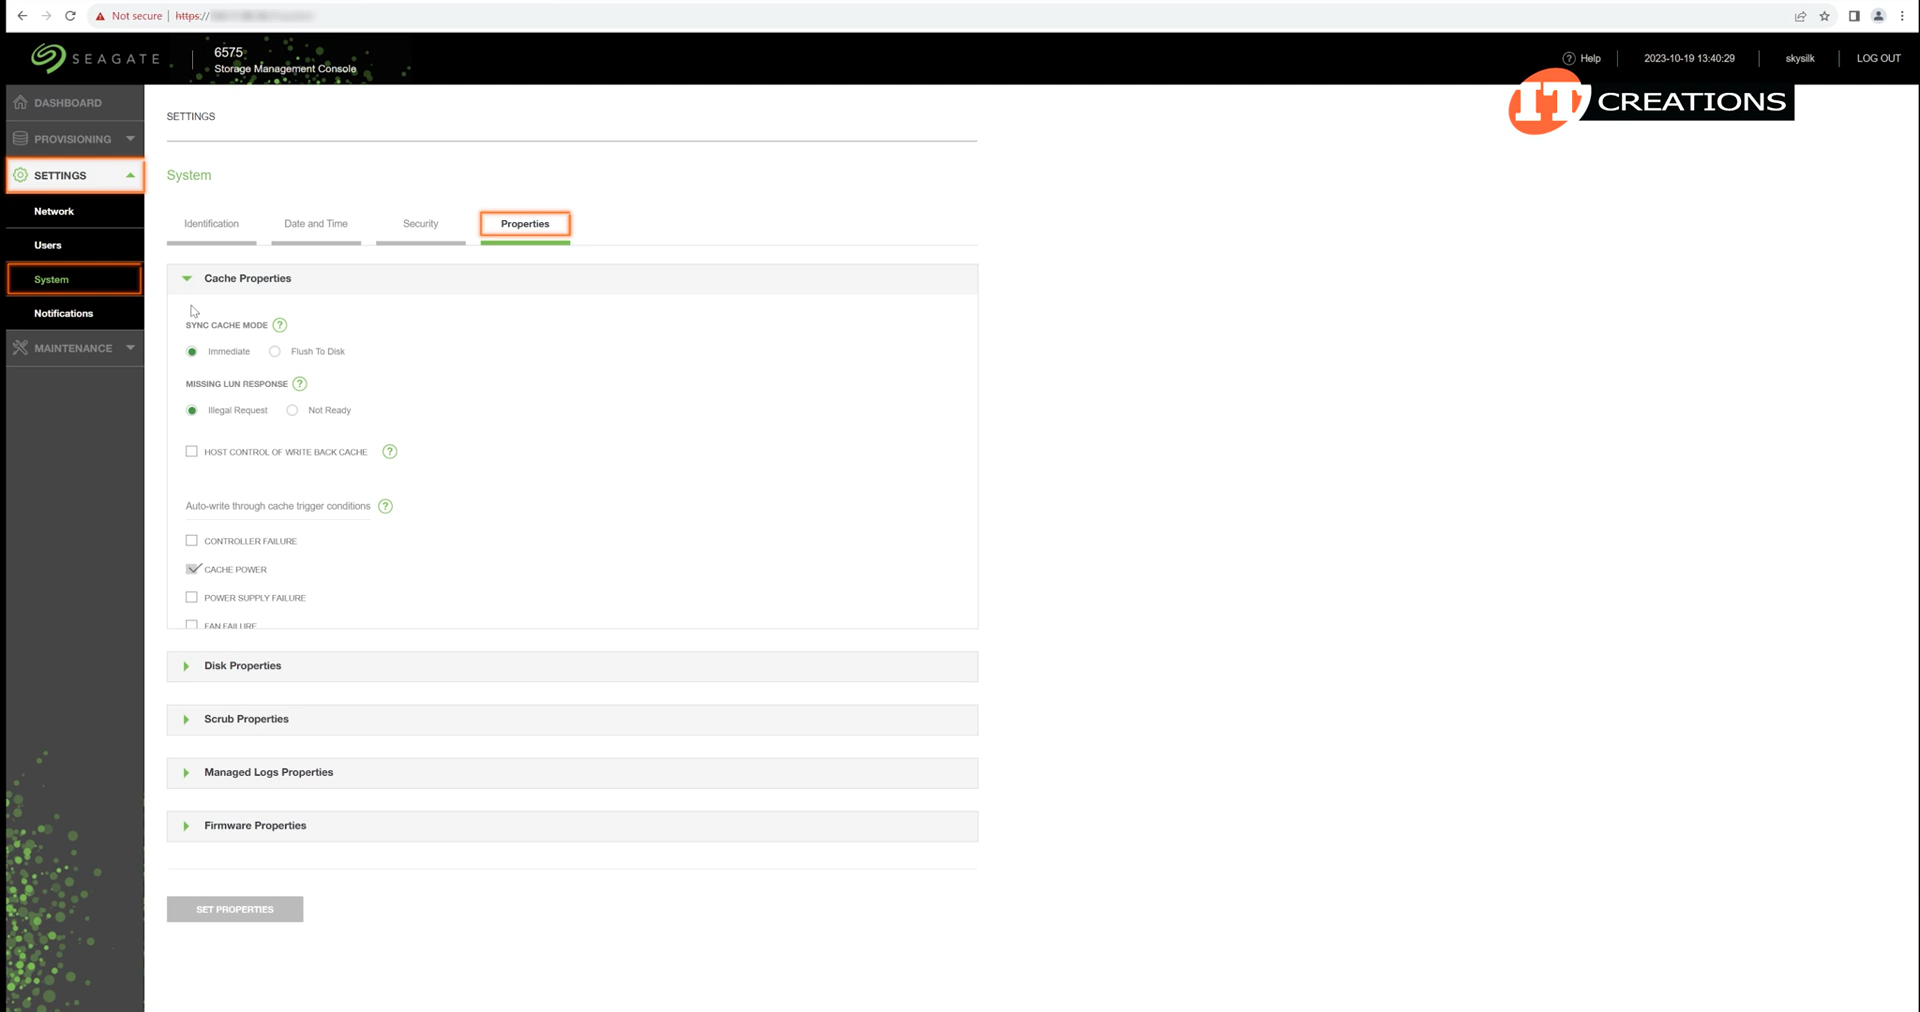 Not secure
https://
SEAGATE
6575
Storage Management Console
Help
2023-10-19 13:40:29
skysilk
LOG OUT
IT CREATIONS
DASHBOARD
PROVISIONING
SETTINGS
Network
Users
System
Notifications
MAINTENANCE
SETTINGS
System
Identification
Date and Time
Security
Properties
Cache Properties
SYNC CACHE MODE ?
Immediate
Flush To Disk
MISSING LUN RESPONSE ?
Illegal Request
Not Ready
HOST CONTROL OF WRITE BACK CACHE ?
Auto-write through cache trigger conditions ?
CONTROLLER FAILURE
CACHE POWER
POWER SUPPLY FAILURE
FAN FAILURE
Disk Properties
Scrub Properties
Managed Logs Properties
Firmware Properties
SET PROPERTIES